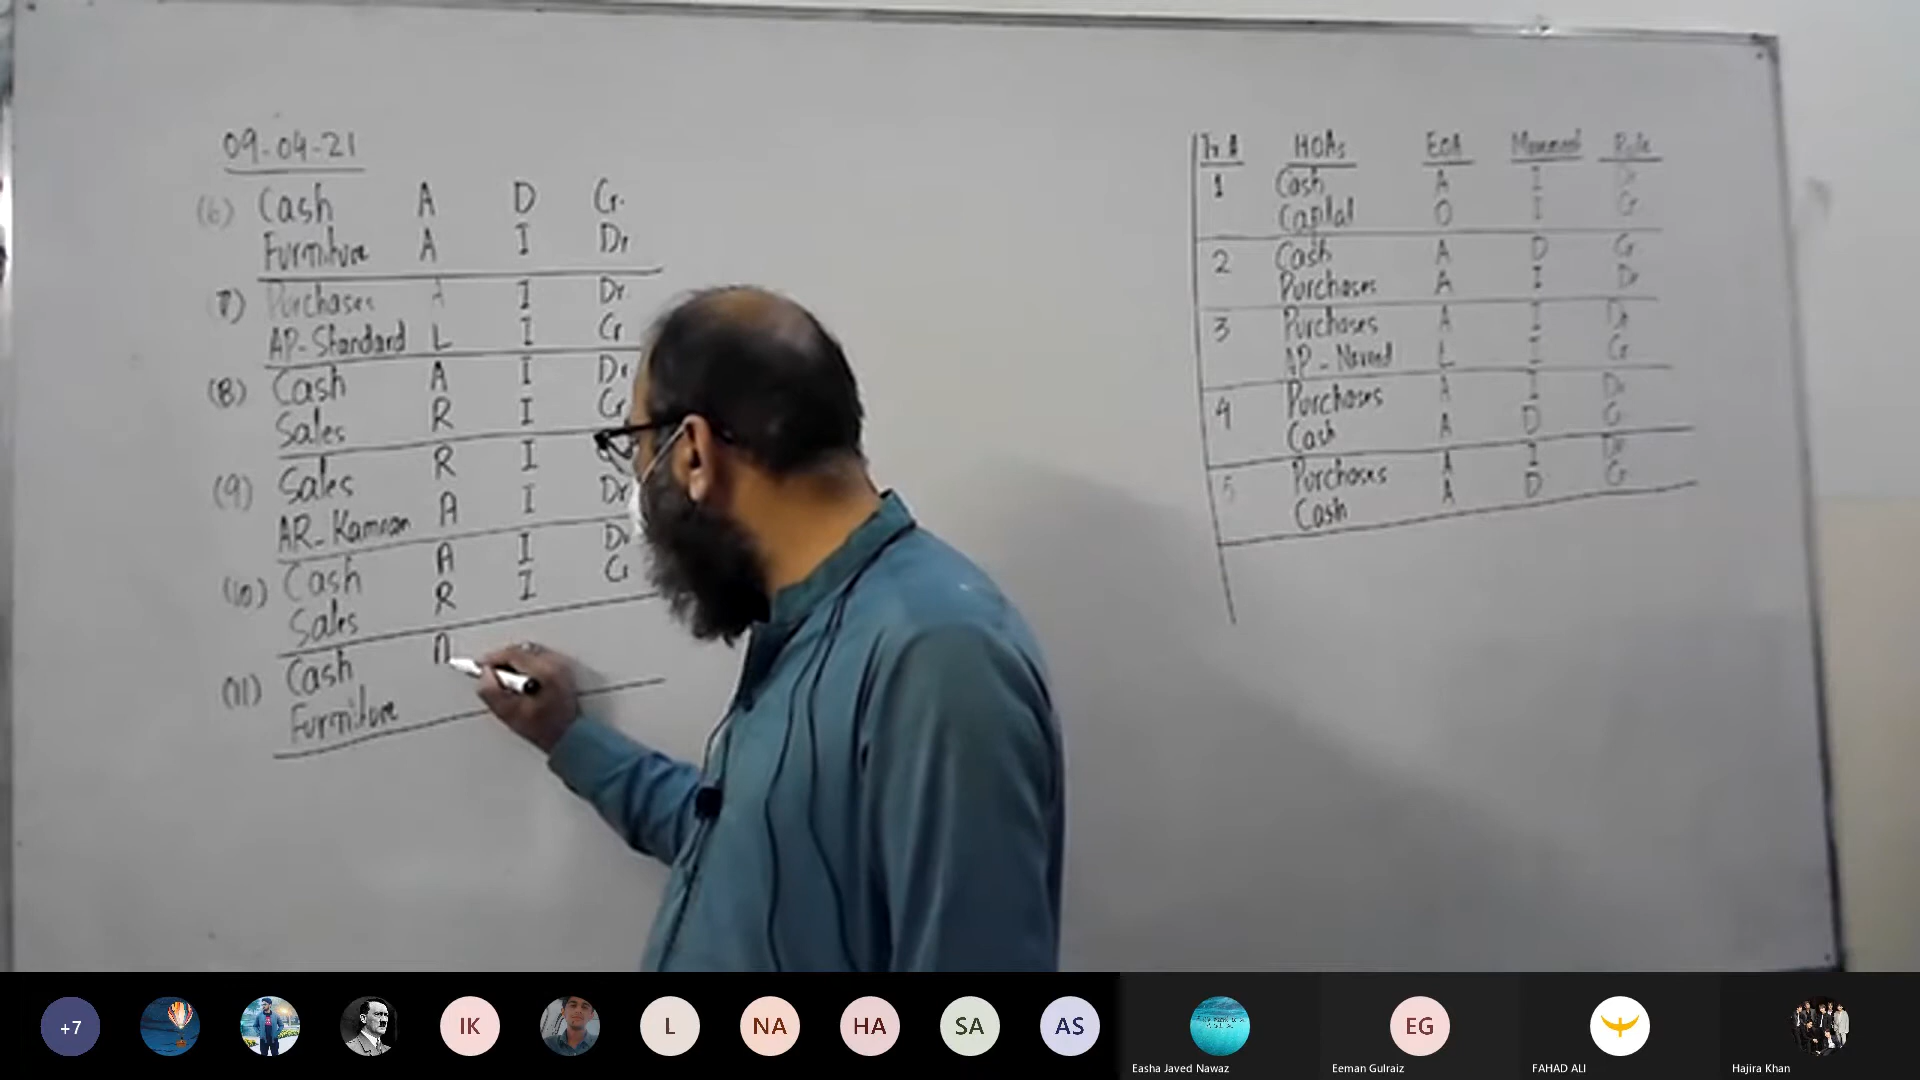 09-04-21
(6) Cash A D Cr.
Furniture A I Dr
(7) Purchases A I Dr.
AP-Standard L I Cr
(8) Cash A I Dr.
Sales R I Cr
(9) Sales R I
AR-Kamran A I Dr
(10) Cash A I Dr
Sales R I Cr
(11) Cash
Furniture
Tr # HOAs EOA Movement Rule
1 Cash A I Dr
Capital O I Cr
2 Cash A D Cr
Purchases A I Dr
3 Purchases A I Dr
AP-Naveed L I Cr
4 Purchases A I Dr
Cash A D Cr
5 Purchases A I Dr
Cash A D Cr
+7
IK
L
NA
HA
SA
AS
EG
Easha Javed Nawaz
Eeman Gulraiz
FAHAD ALI
Hajira Khan